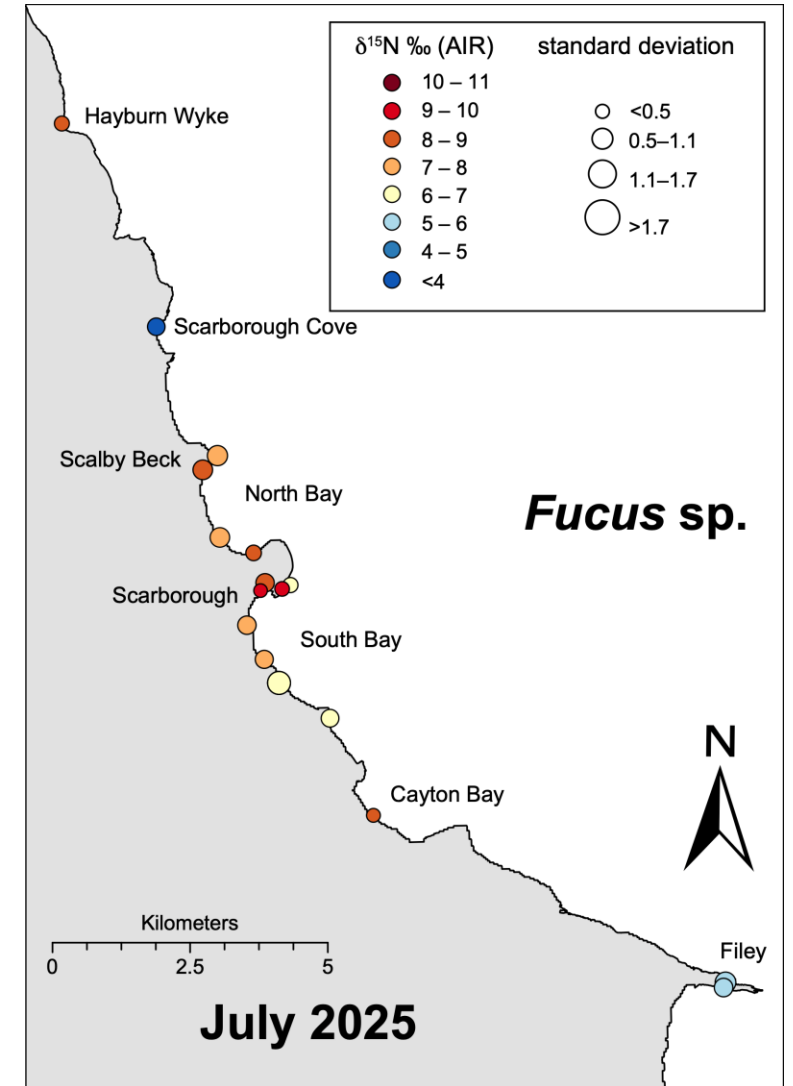 δ¹⁵N ‰ (AIR)
standard deviation
10 – 11
9 – 10
8 – 9
7 – 8
6 – 7
5 – 6
4 – 5
<4
<0.5
0.5–1.1
1.1–1.7
>1.7
Hayburn Wyke
Scarborough Cove
Scalby Beck
North Bay
Fucus sp.
Scarborough
South Bay
N
Cayton Bay
Kilometers
0 2.5 5
Filey
July 2025